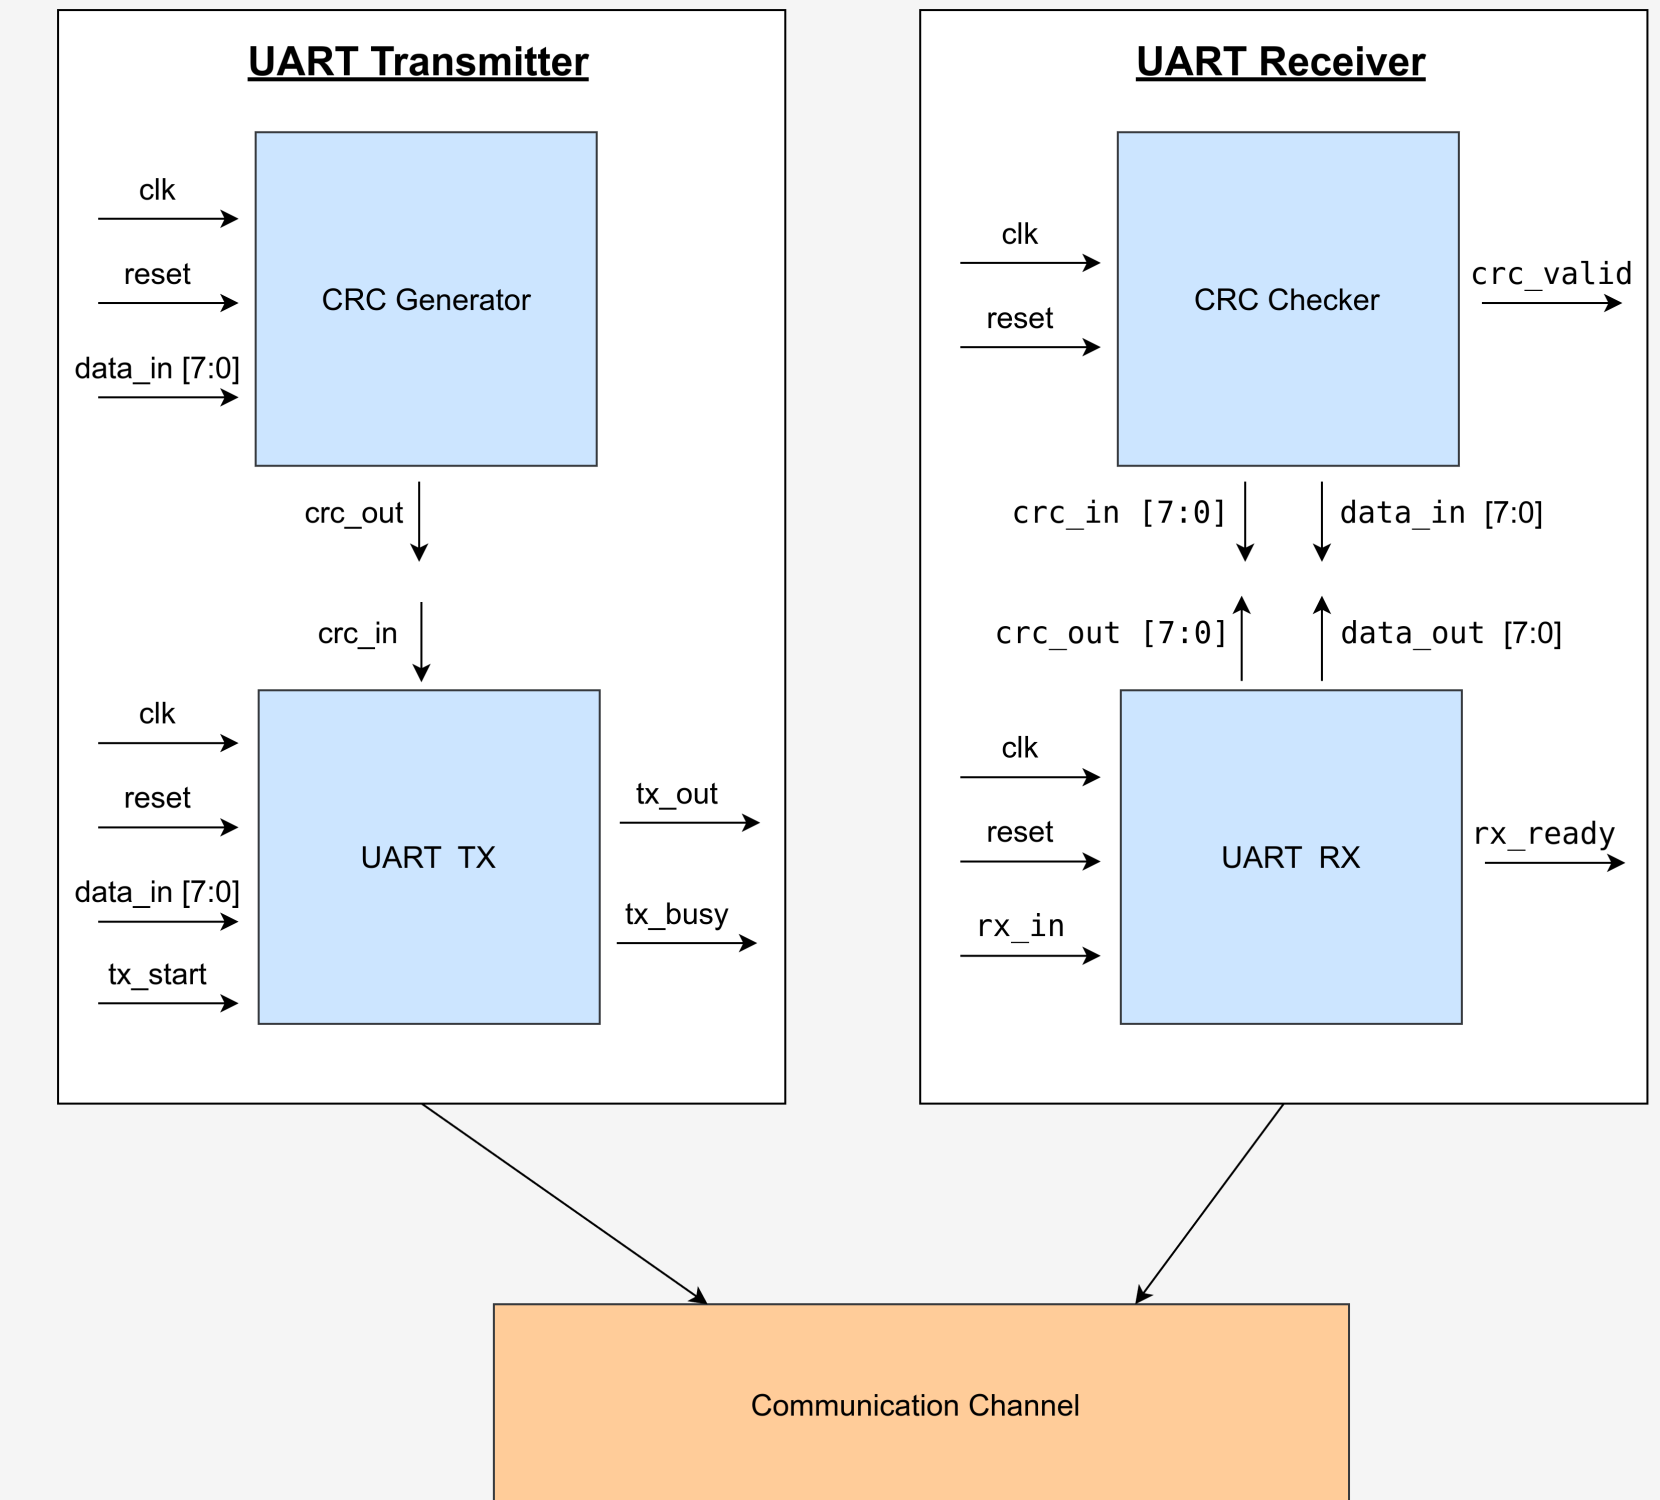 UART Transmitter
clk
reset
data_in [7:0]
CRC Generator
crc_out
crc_in
clk
reset
data_in [7:0]
tx_start
UART TX
tx_out
tx_busy
UART Receiver
clk
reset
CRC Checker
crc_valid
crc_in [7:0]
data_in [7:0]
crc_out [7:0]
data_out [7:0]
clk
reset
rx_in
UART RX
rx_ready
Communication Channel